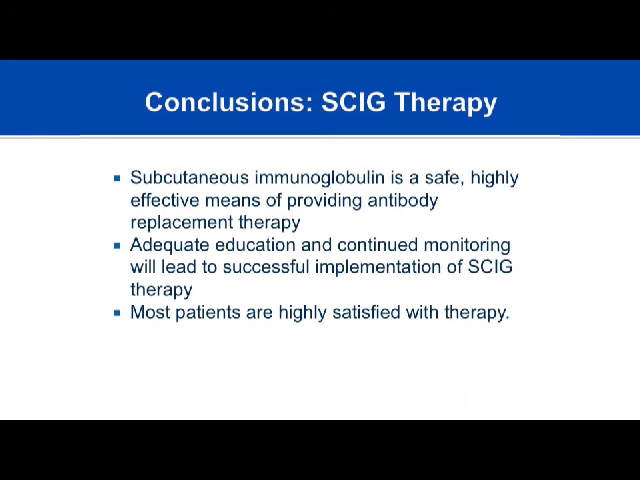 Conclusions: SCIG Therapy
▪ Subcutaneous immunoglobulin is a safe, highly
effective means of providing antibody
replacement therapy
▪ Adequate education and continued monitoring
will lead to successful implementation of SCIG
therapy
▪ Most patients are highly satisfied with therapy.